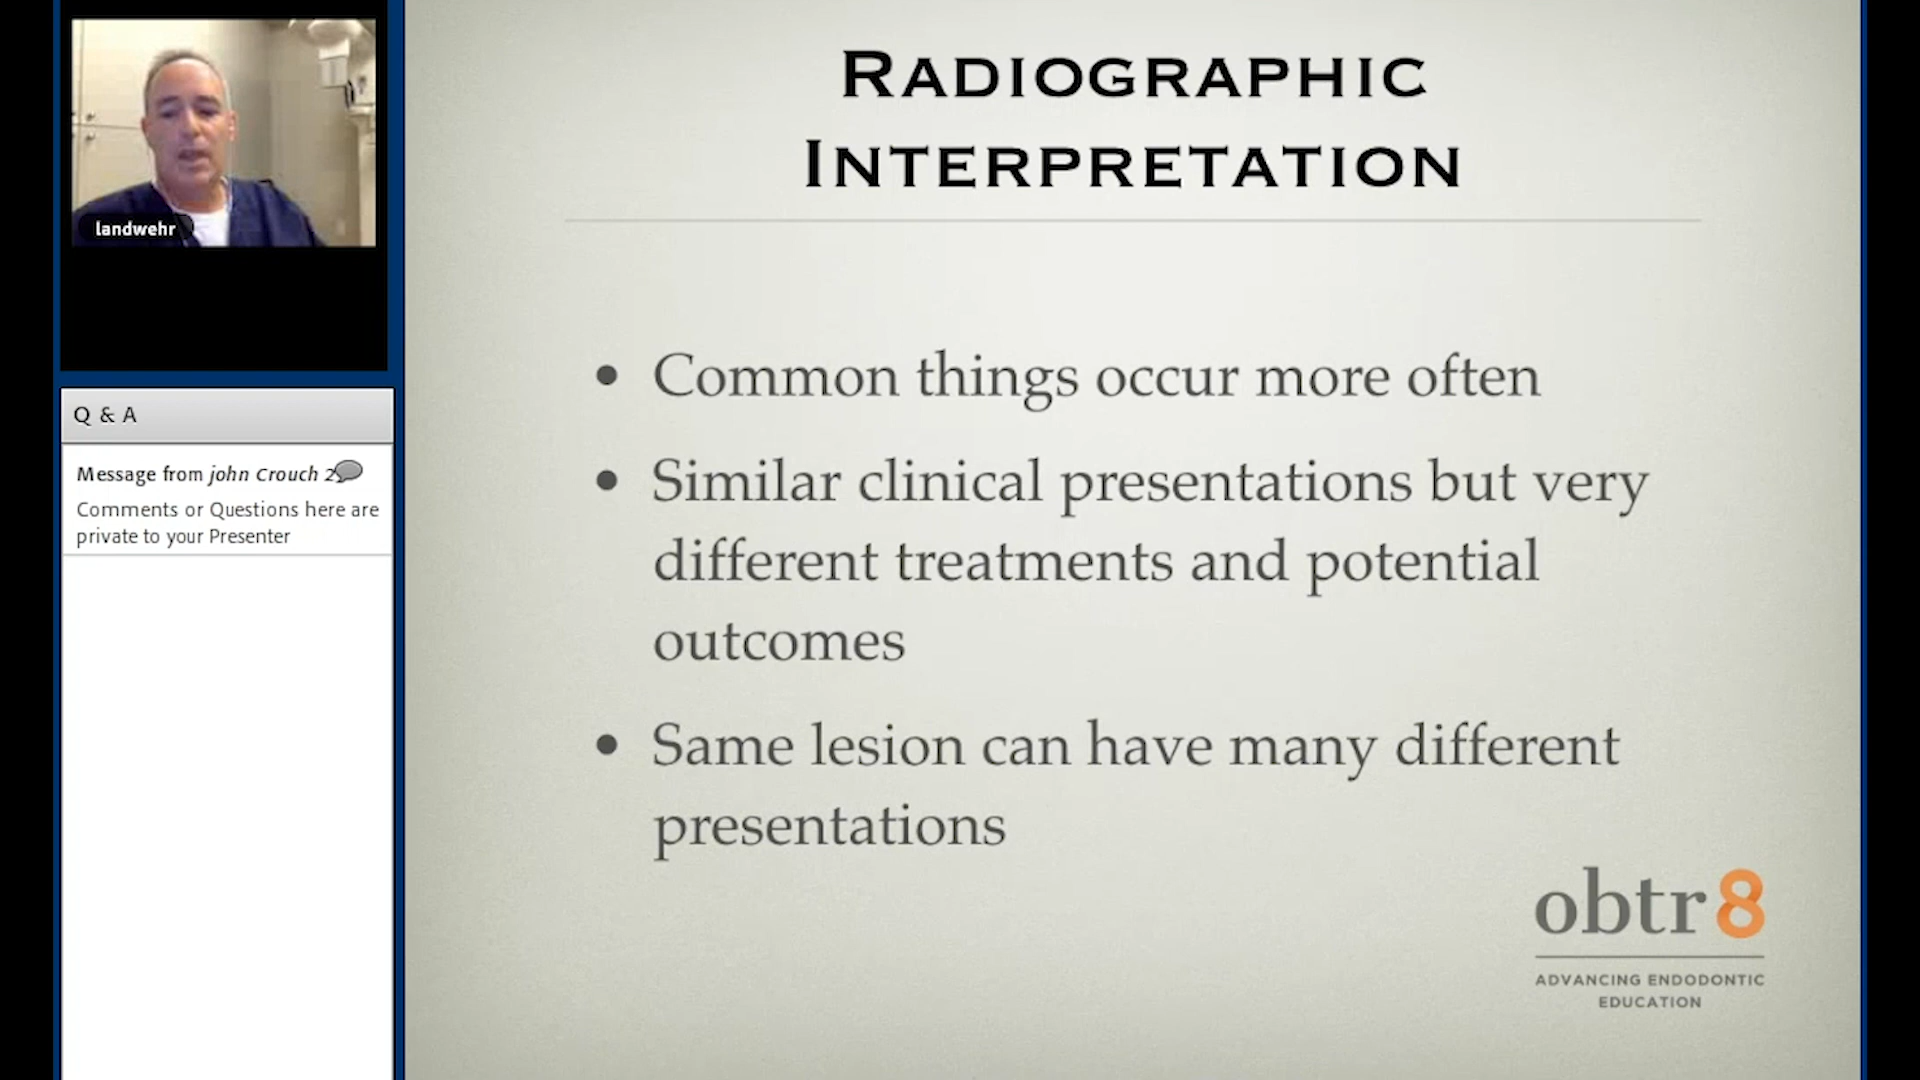 landwehr
Q & A
Message from john Crouch 2
Comments or Questions here are
private to your Presenter
RADIOGRAPHIC
INTERPRETATION
• Common things occur more often
• Similar clinical presentations but very
different treatments and potential
outcomes
• Same lesion can have many different
presentations
obtr8
ADVANCING ENDODONTIC
EDUCATION